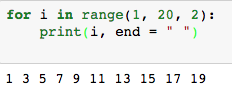 for i in range(1, 20, 2):
    print(i, end = " ")
1 3 5 7 9 11 13 15 17 19